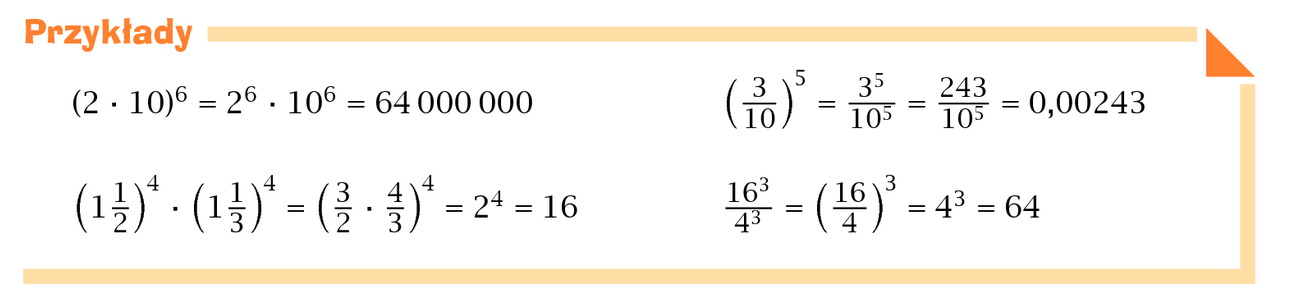 Przykłady
(2 · 10)⁶ = 2⁶ · 10⁶ = 64 000 000
(3/10)⁵ = 3⁵/10⁵ = 243/10⁵ = 0,00243
(1 1/2)⁴ · (1 1/3)⁴ = (3/2 · 4/3)⁴ = 2⁴ = 16
16³/4³ = (16/4)³ = 4³ = 64